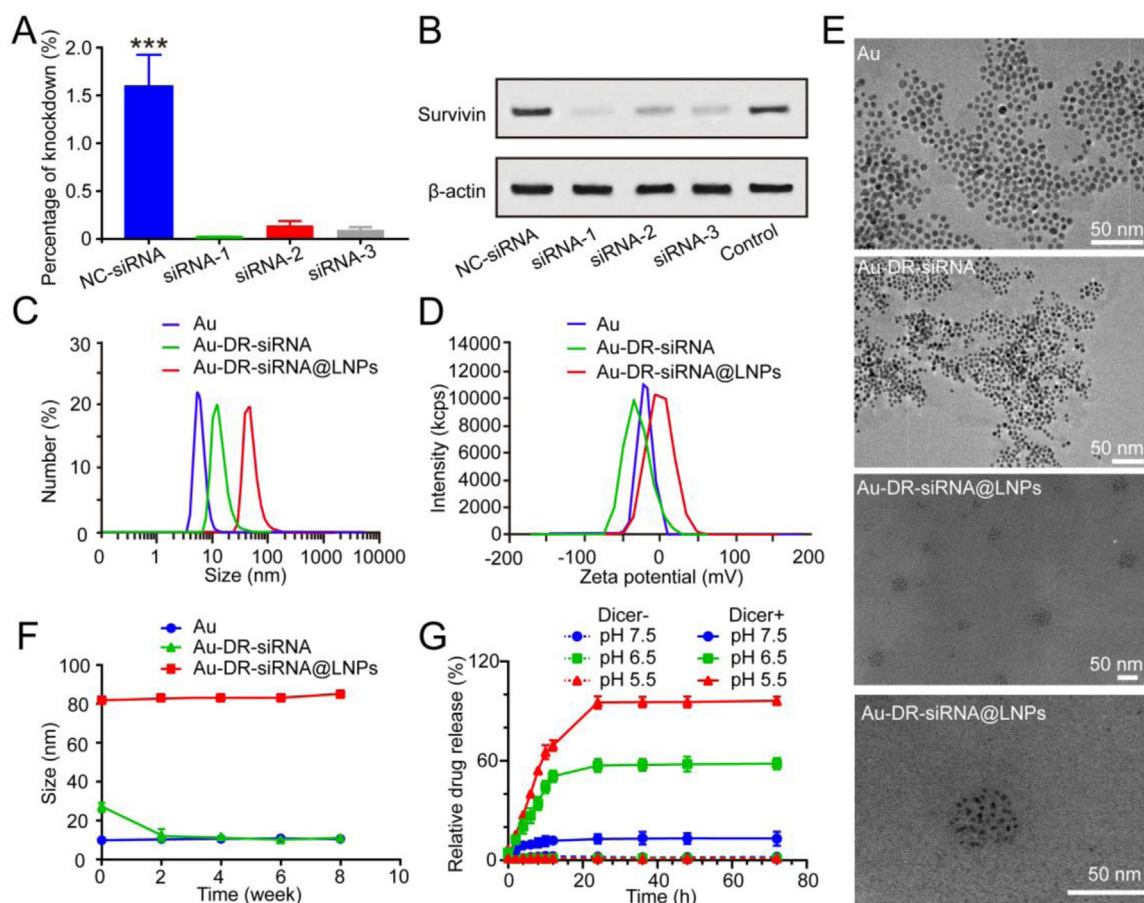 A
Percentage of knockdown (%)
2.0
1.5
1.0
0.5
0
***
NC-siRNA
siRNA-1
siRNA-2
siRNA-3
B
Survivin
β-actin
NC-siRNA
siRNA-1
siRNA-2
siRNA-3
Control
C
Au
Au-DR-siRNA
Au-DR-siRNA@LNPs
Number (%)
30
20
10
0
0 1 10 100 1000 10000
Size (nm)
D
Au
Au-DR-siRNA
Au-DR-siRNA@LNPs
Intensity (kcps)
14000
12000
10000
8000
6000
4000
2000
0
-200 -100 0 100 200
Zeta potential (mV)
E
Au
50 nm
Au-DR-siRNA
50 nm
Au-DR-siRNA@LNPs
50 nm
Au-DR-siRNA@LNPs
50 nm
F
Au
Au-DR-siRNA
Au-DR-siRNA@LNPs
Size (nm)
100
80
60
40
20
0
0 2 4 6 8 10
Time (week)
G
Dicer- Dicer+
pH 7.5 pH 7.5
pH 6.5 pH 6.5
pH 5.5 pH 5.5
Relative drug release (%)
120
60
0
0 20 40 60 80
Time (h)